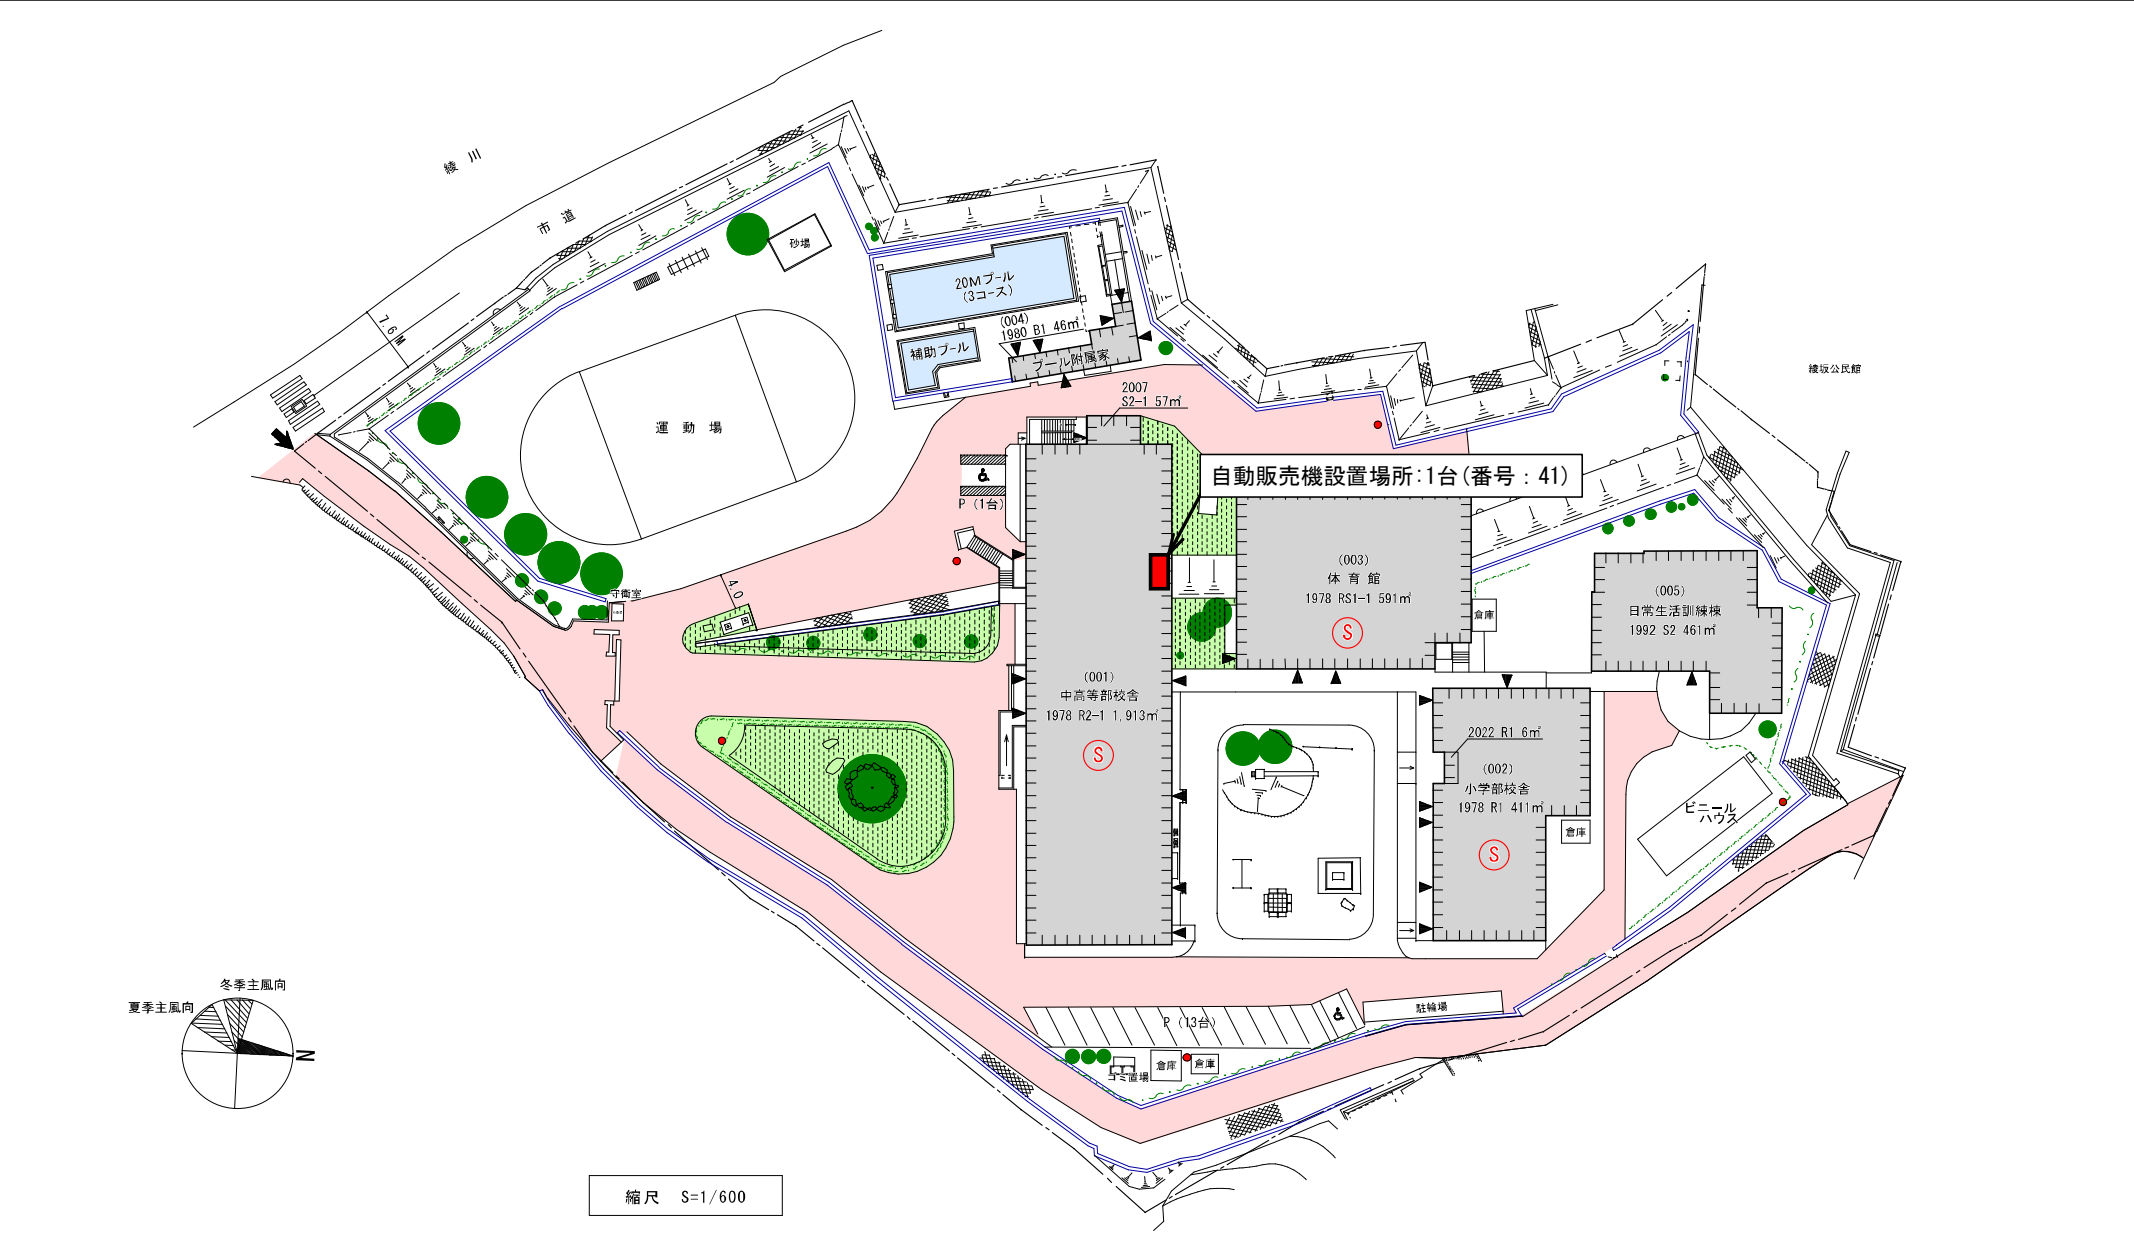 綾 川
市 道
7.6M
砂場
20Mプール
(3コース)
(004)
1980 B1 46㎡
補助プール
プール附属家
2007
S2-1 57㎡
綾坂公民館
運 動 場
自動販売機設置場所:1台(番号:41)
P (1台)
(003)
体 育 館
1978 RS1-1 591㎡
S
倉庫
(005)
日常生活訓練棟
1992 S2 461㎡
守衛室
4.0
(001)
中高等部校舎
1978 R2-1 1,913㎡
S
2022 R1 6㎡
(002)
小学部校舎
1978 R1 411㎡
S
倉庫
ビニール
ハウス
冬季主風向
夏季主風向
N
P (13台)
駐輪場
ゴミ置場
倉庫
倉庫
縮尺 S=1/600